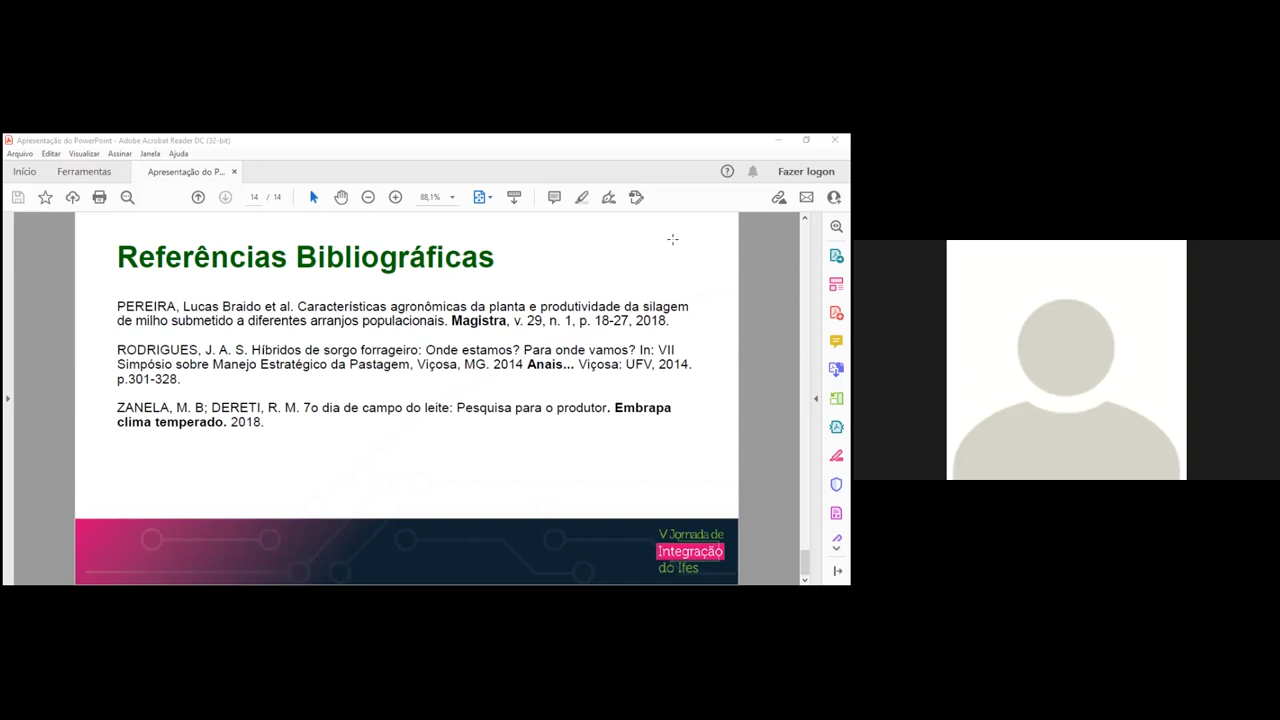 Apresentação do PowerPoint - Adobe Acrobat Reader DC (32-bit)
Arquivo Editar Visualizar Assinar Janela Ajuda
Início Ferramentas Apresentação do P... Fazer logon
14 / 14 88,1%
Referências Bibliográficas
PEREIRA, Lucas Braido et al. Características agronômicas da planta e produtividade da silagem
de milho submetido a diferentes arranjos populacionais. Magistra, v. 29, n. 1, p. 18-27, 2018.
RODRIGUES, J. A. S. Híbridos de sorgo forrageiro: Onde estamos? Para onde vamos? In: VII
Simpósio sobre Manejo Estratégico da Pastagem, Viçosa, MG. 2014 Anais... Viçosa: UFV, 2014.
p.301-328.
ZANELA, M. B; DERETI, R. M. 7o dia de campo do leite: Pesquisa para o produtor. Embrapa
clima temperado. 2018.
V Jornada de
Integração
do Ifes